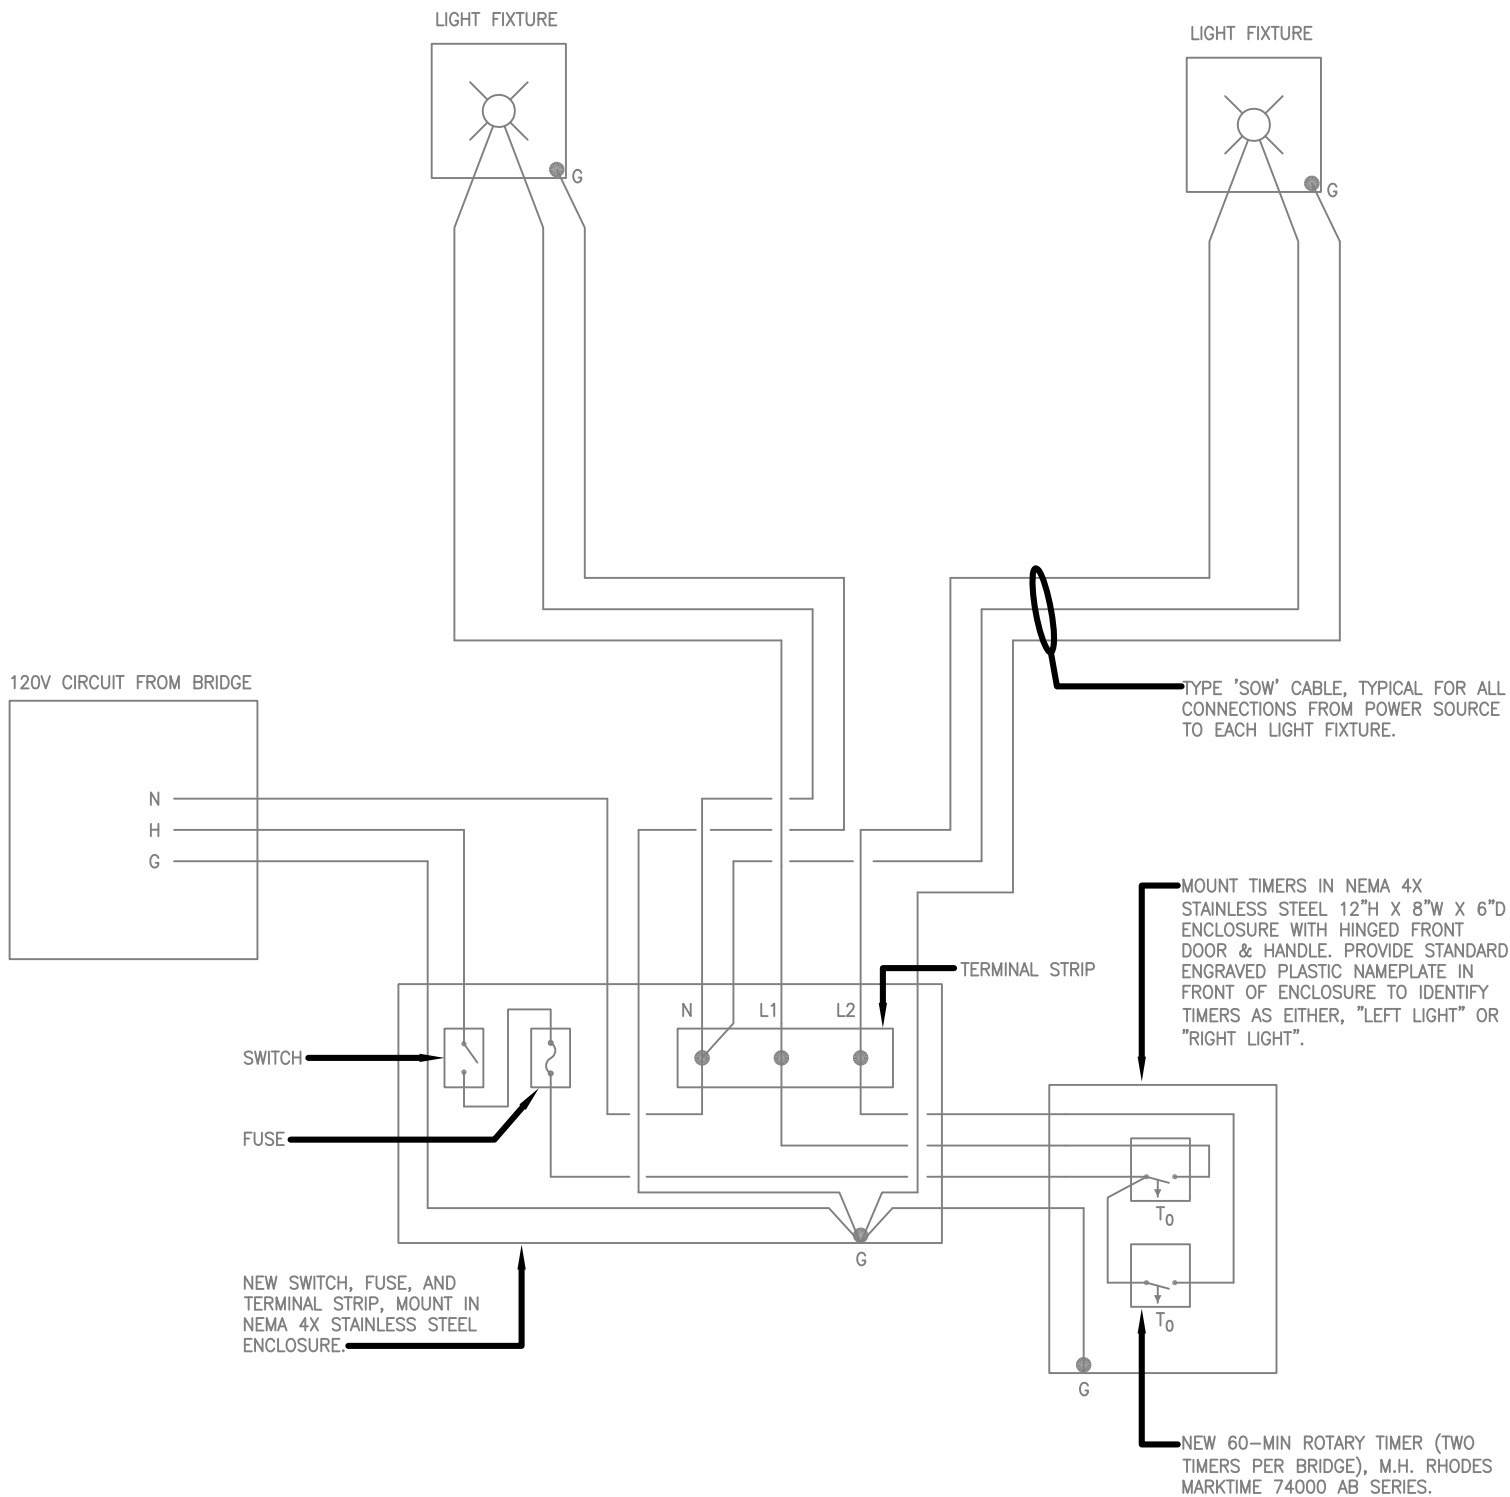 LIGHT FIXTURE
LIGHT FIXTURE
G
G
120V CIRCUIT FROM BRIDGE
TYPE 'SOW' CABLE, TYPICAL FOR ALL
CONNECTIONS FROM POWER SOURCE
TO EACH LIGHT FIXTURE.
N
H
G
MOUNT TIMERS IN NEMA 4X
STAINLESS STEEL 12"H X 8"W X 6"D
ENCLOSURE WITH HINGED FRONT
DOOR & HANDLE. PROVIDE STANDARD
ENGRAVED PLASTIC NAMEPLATE IN
FRONT OF ENCLOSURE TO IDENTIFY
TIMERS AS EITHER, "LEFT LIGHT" OR
"RIGHT LIGHT".
TERMINAL STRIP
N L1 L2
SWITCH
FUSE
TO
G
NEW SWITCH, FUSE, AND
TERMINAL STRIP, MOUNT IN
NEMA 4X STAINLESS STEEL
ENCLOSURE.
TO
G
NEW 60-MIN ROTARY TIMER (TWO
TIMERS PER BRIDGE), M.H. RHODES
MARKTIME 74000 AB SERIES.